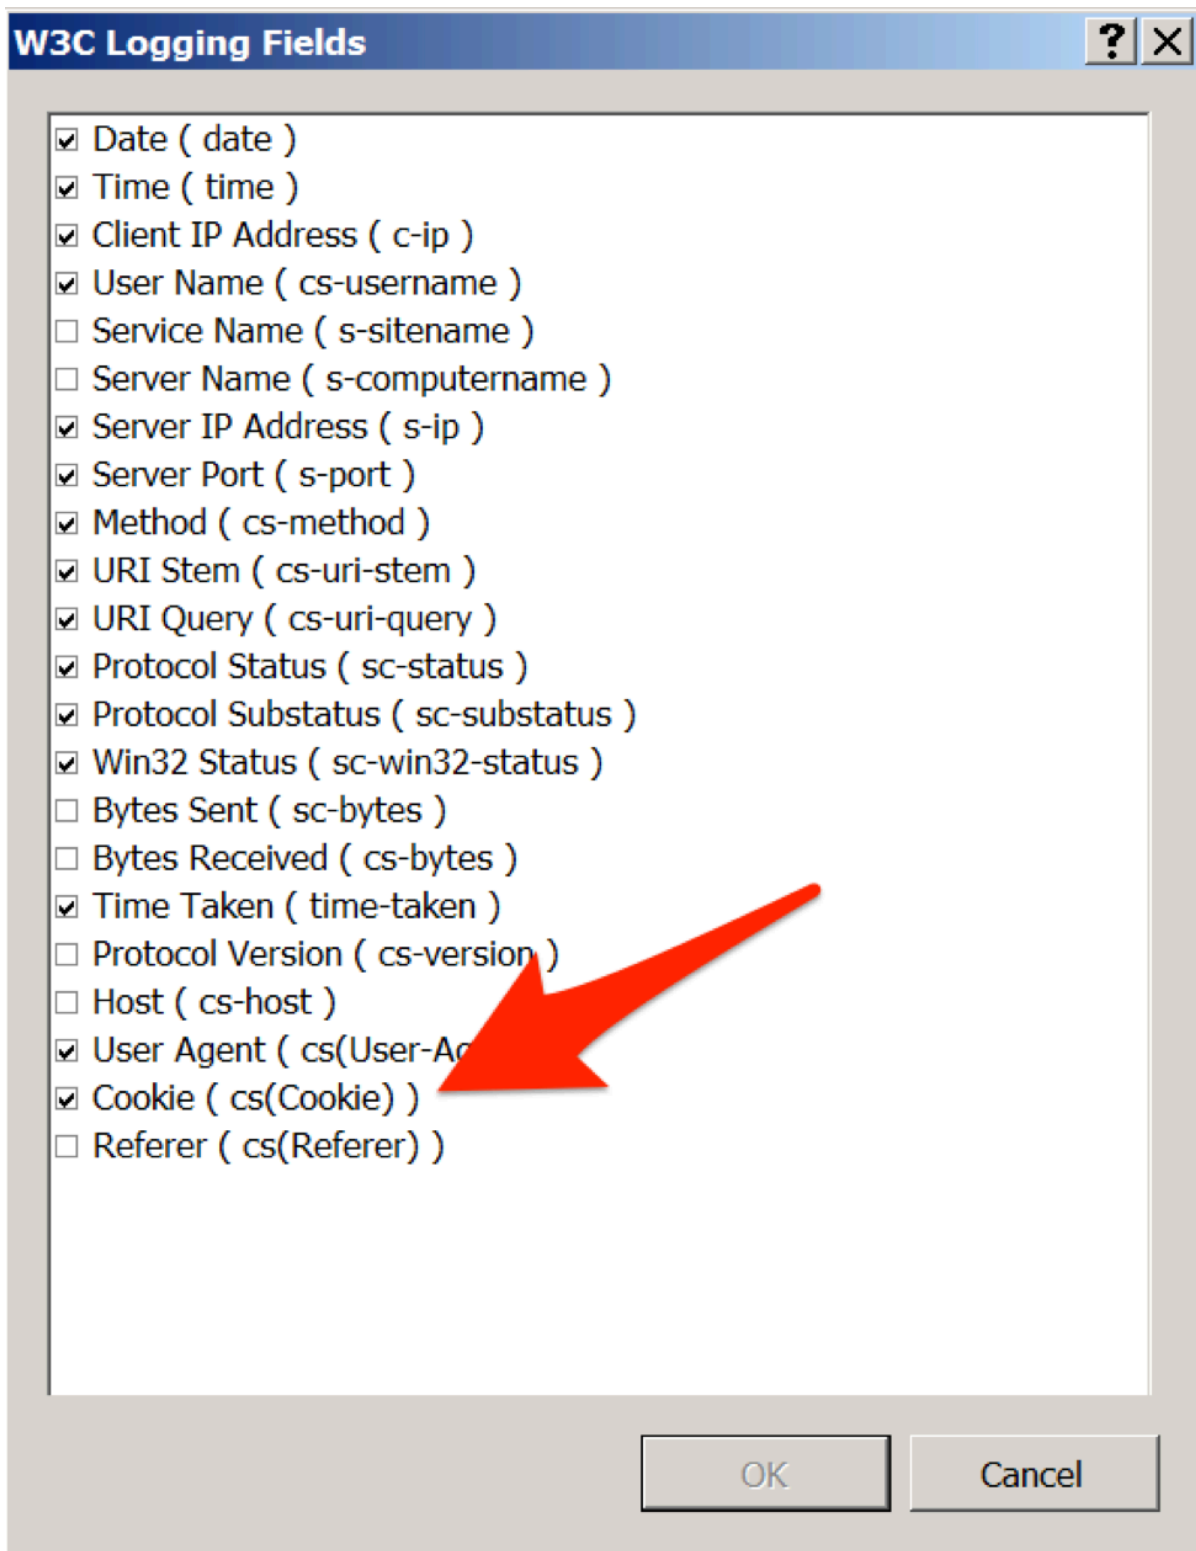 W3C Logging Fields
Date ( date )
Time ( time )
Client IP Address ( c-ip )
User Name ( cs-username )
Service Name ( s-sitename )
Server Name ( s-computername )
Server IP Address ( s-ip )
Server Port ( s-port )
Method ( cs-method )
URI Stem ( cs-uri-stem )
URI Query ( cs-uri-query )
Protocol Status ( sc-status )
Protocol Substatus ( sc-substatus )
Win32 Status ( sc-win32-status )
Bytes Sent ( sc-bytes )
Bytes Received ( cs-bytes )
Time Taken ( time-taken )
Protocol Version ( cs-version )
Host ( cs-host )
User Agent ( cs(User-
Cookie ( cs(Cookie) )
Referer ( cs(Referer) )
OK Cancel